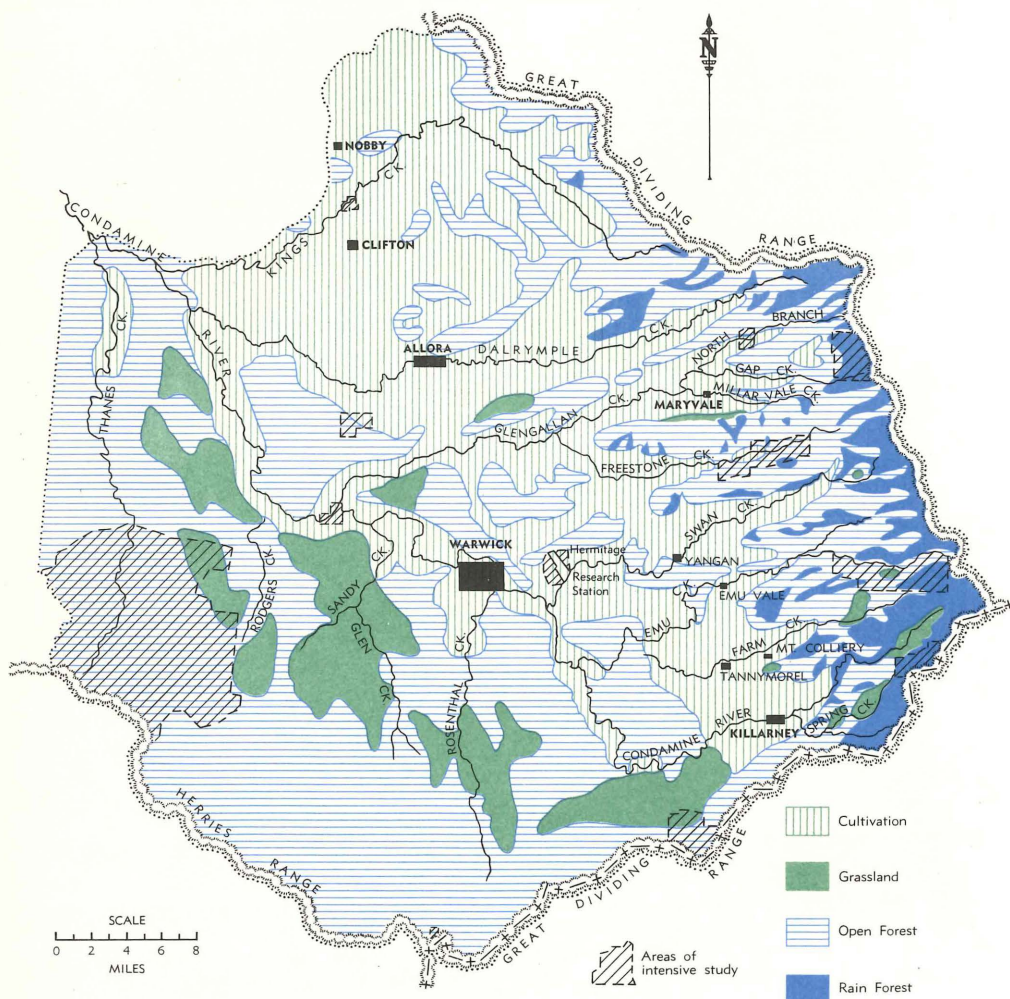 N
GREAT
DIVIDING
RANGE
NOBBY
KINGS CK.
CLIFTON
CONDAMINE
RIVER
THANES CK.
ALLORA
DALRYMPLE CK.
NORTH BRANCH
GAP CK.
MILLAR VALE CK.
MARYVALE
GLENGALLAN CK.
FREESTONE CK.
SWAN CK.
WARWICK
Hermitage
Research
Station
YANGAN
EMU VALE
EMU CK.
RODGERS CK
SANDY CK.
GLEN CK.
ROSENTHAL CK.
FARM CK.
MT. COLLIERY
TANNYMOREL
CONDAMINE RIVER
KILLARNEY
SPRING CK.
HERRIES
RANGE
GREAT
DIVIDING
RANGE
Cultivation
Grassland
Open Forest
Rain Forest
Areas of
intensive study
SCALE
0 2 4 6 8
MILES